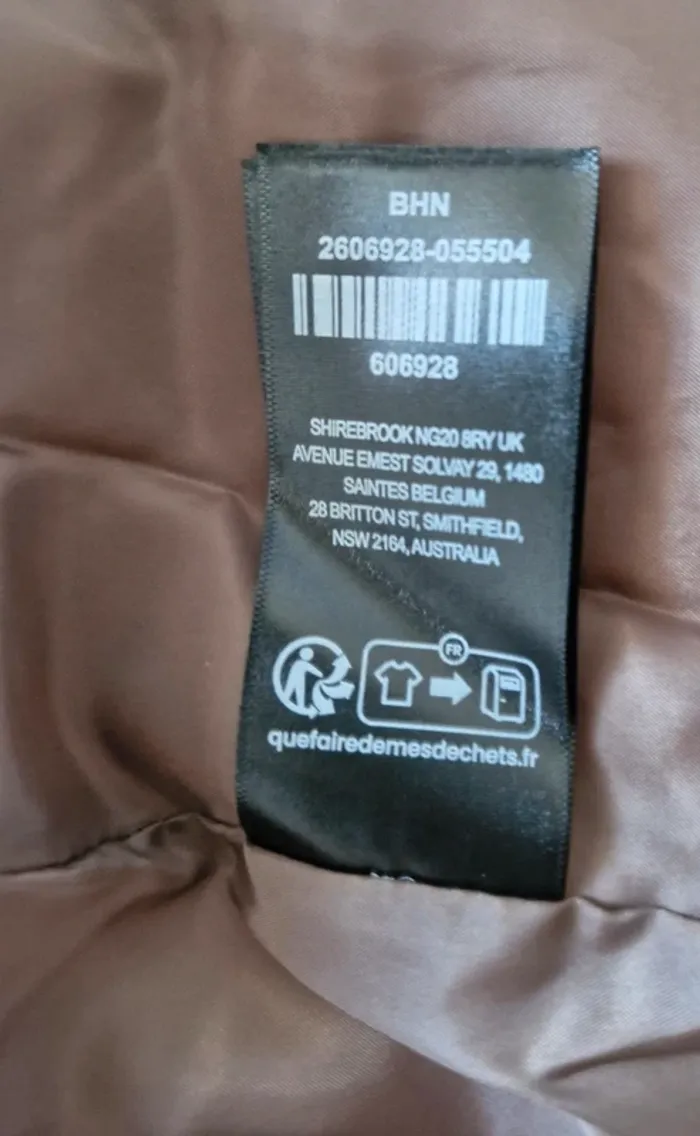 BHN
2606928-055504
606928
SHIREBROOK NG20 8RY UK
AVENUE EMEST SOLVAY 29, 1480
SAINTES BELGIUM
28 BRITTON ST, SMITHFIELD,
NSW 2164, AUSTRALIA
FR
quefairedemesdechets.fr